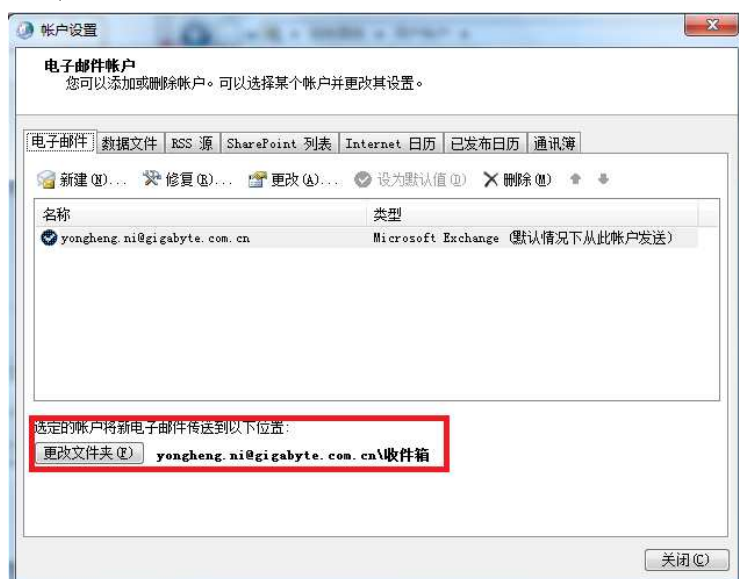 帐户设置
电子邮件帐户
您可以添加或删除帐户。可以选择某个帐户并更改其设置。
电子邮件 数据文件 RSS 源 SharePoint 列表 Internet 日历 已发布日历 通讯簿
新建(N)... 修复(R)... 更改(A)... 设为默认值(D) 删除(M)
名称 类型
yongheng.ni@gigabyte.com.cn Microsoft Exchange (默认情况下从此帐户发送)
选定的帐户将新电子邮件传送到以下位置:
更改文件夹(F) yongheng.ni@gigabyte.com.cn\收件箱
关闭(C)